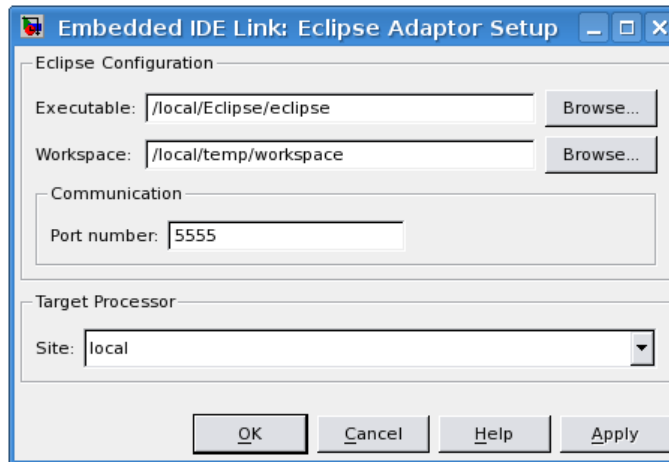 Embedded IDE Link: Eclipse Adaptor Setup
Eclipse Configuration
Executable: /local/Eclipse/eclipse Browse...
Workspace: /local/temp/workspace Browse...
Communication
Port number: 5555
Target Processor
Site: local
OK Cancel Help Apply